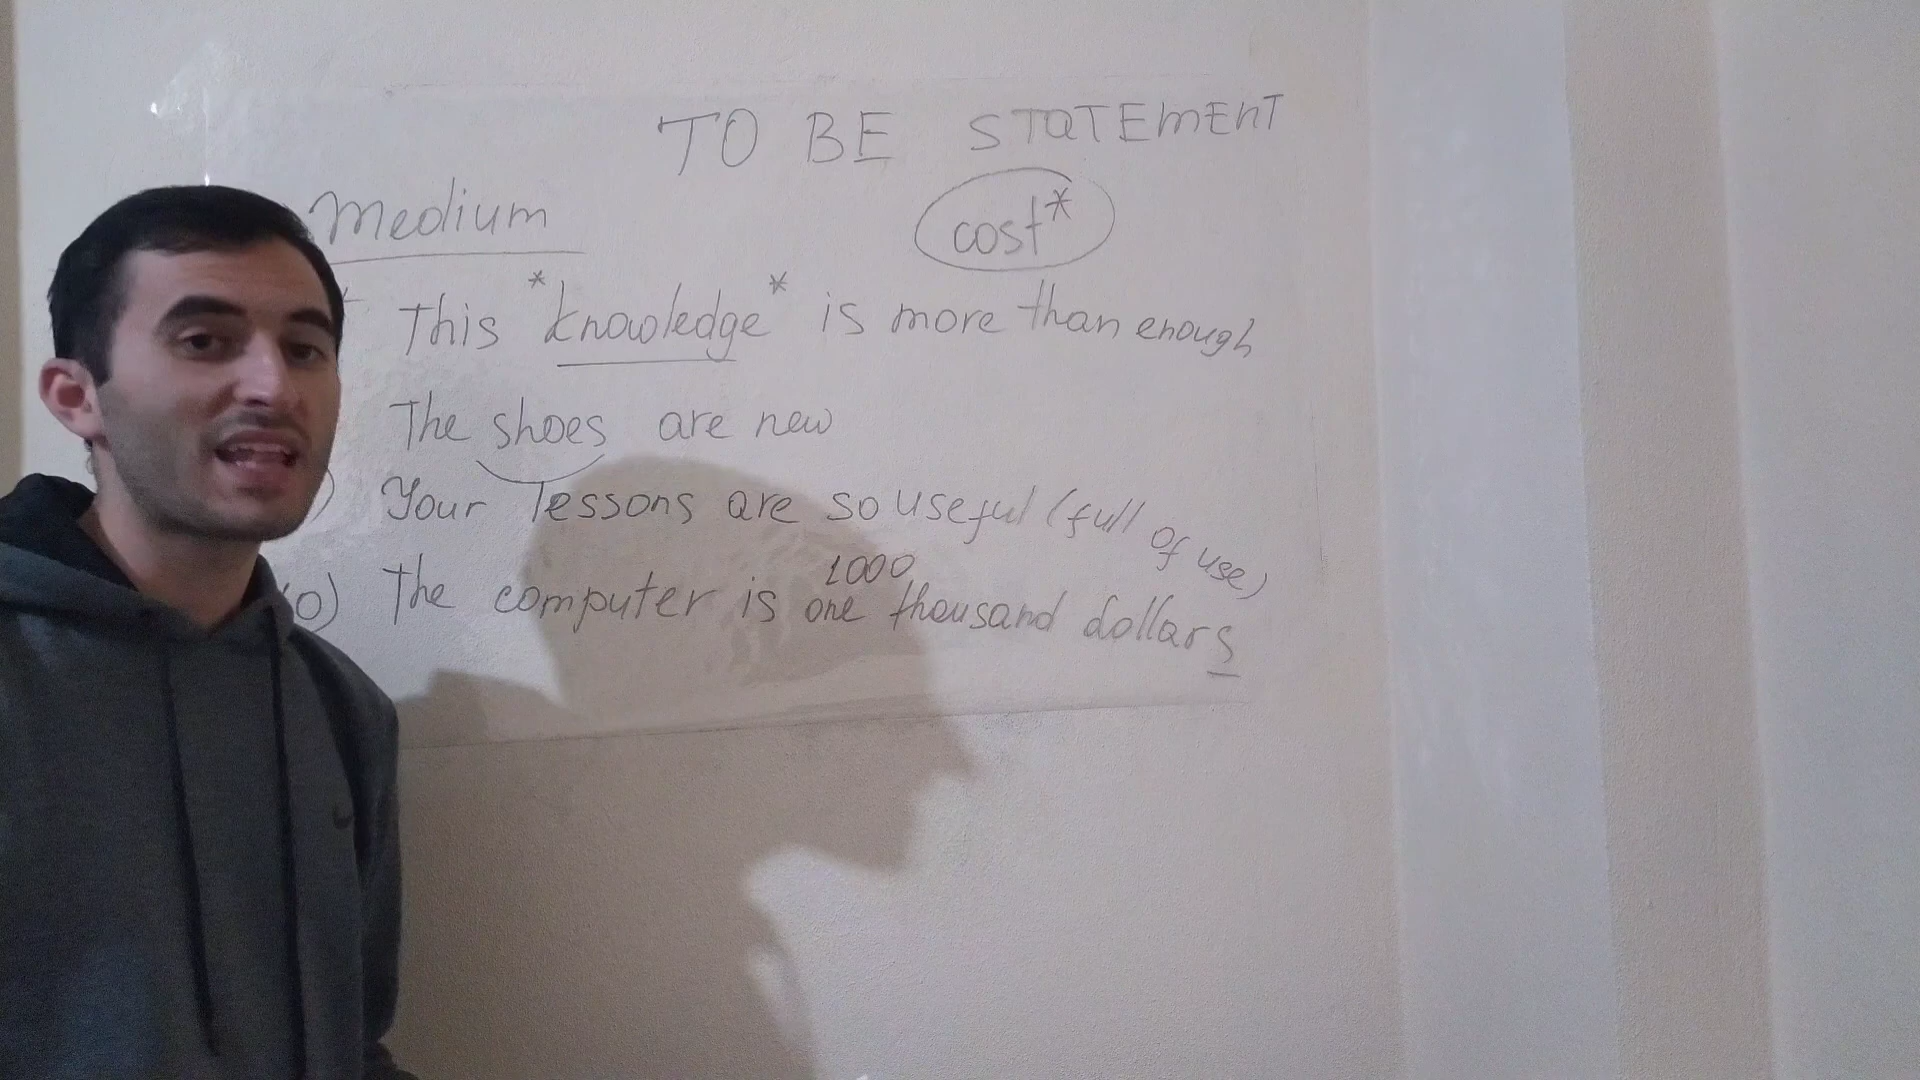 TO BE STATEMENT
Medium
cost*
This *knowledge* is more than enough
The shoes are new
) Your lessons are so useful (full of use)
1000
0) The computer is one thousand dollars